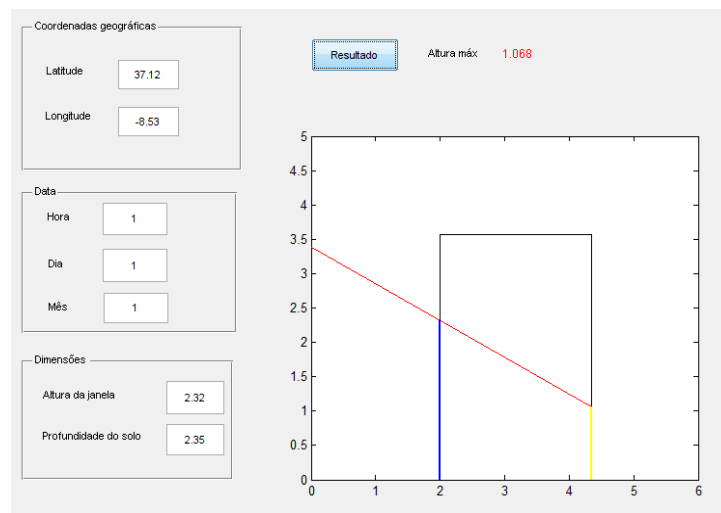 Coordenadas geográficas
Latitude 37.12
Longitude -8.53
Data
Hora 1
Dia 1
Mês 1
Dimensões
Altura da janela 2.32
Profundidade do solo 2.35
Resultado Altura máx 1.068
5
4.5
4
3.5
3
2.5
2
1.5
1
0.5
0
0 1 2 3 4 5 6